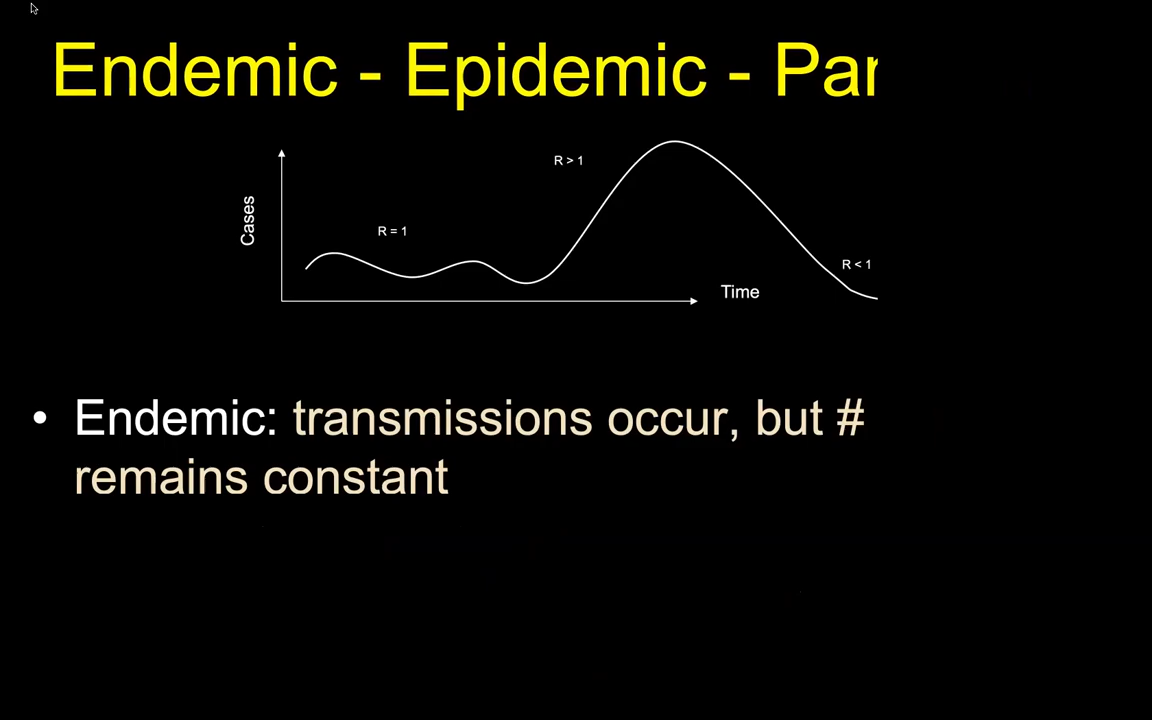 Endemic - Epidemic - Par
R > 1
Cases
R = 1
R < 1
Time
• Endemic: transmissions occur, but #
remains constant